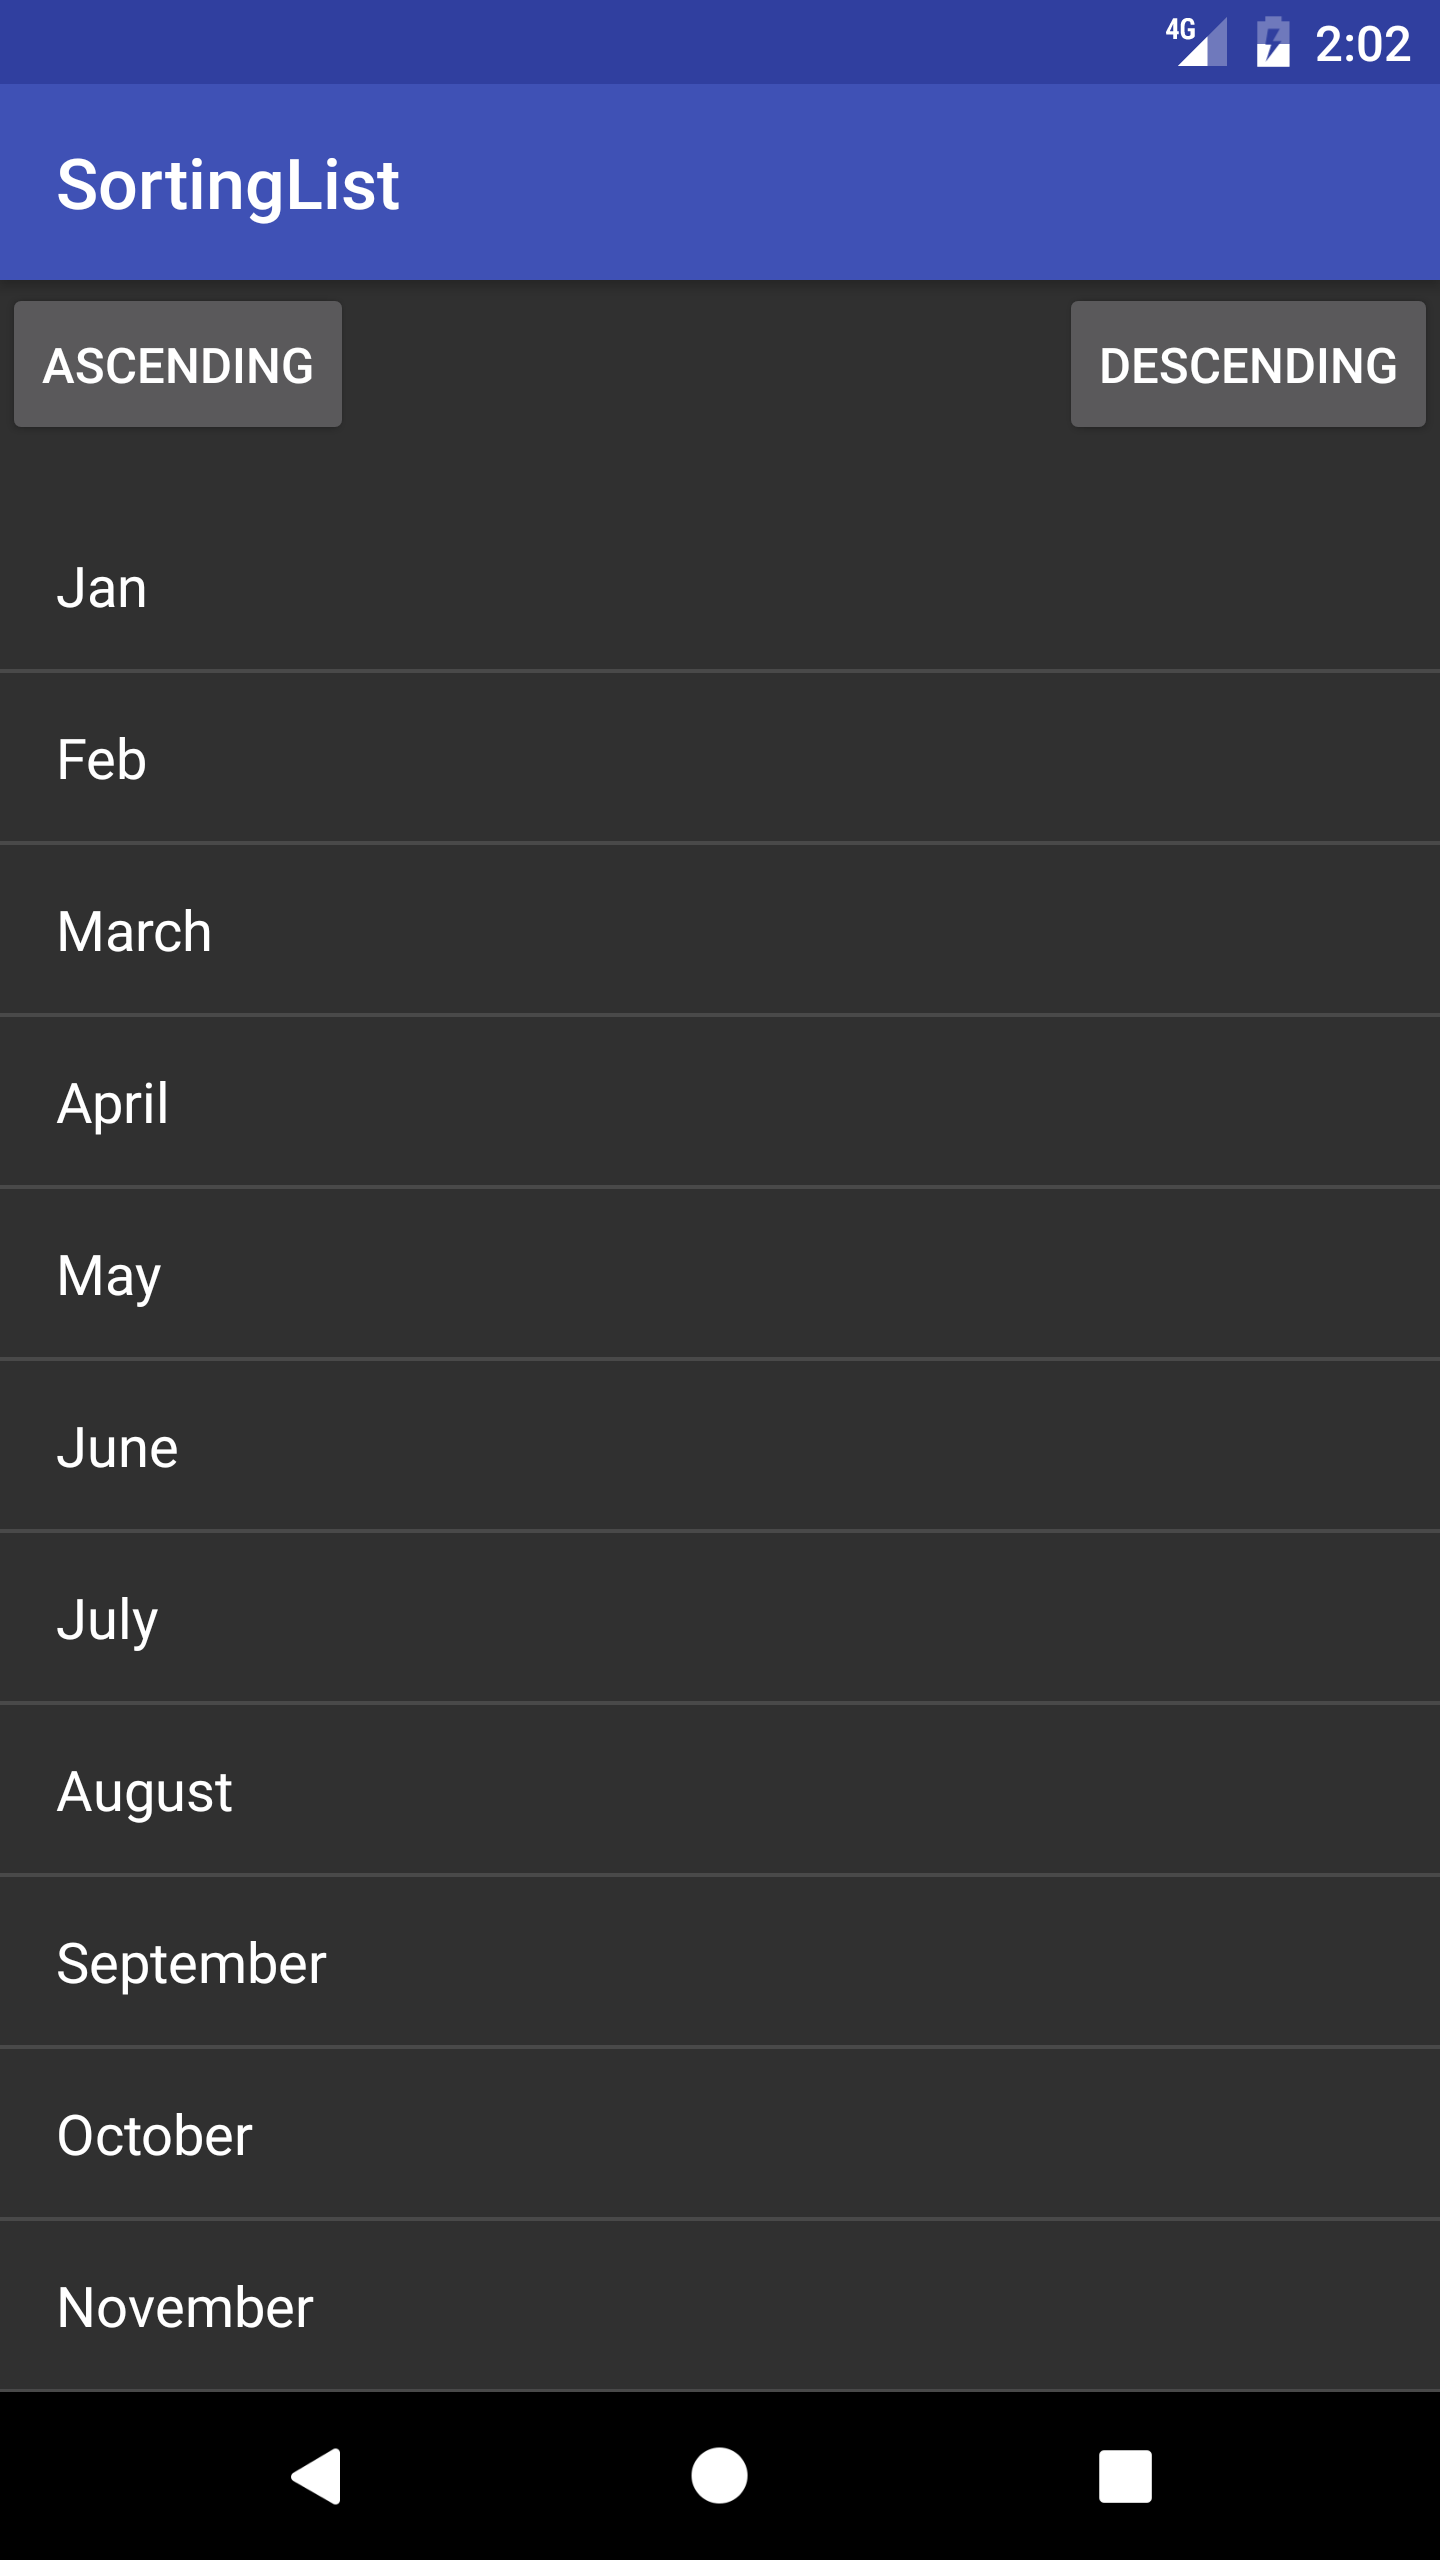 4G 2:02
SortingList
ASCENDING DESCENDING
Jan
Feb
March
April
May
June
July
August
September
October
November